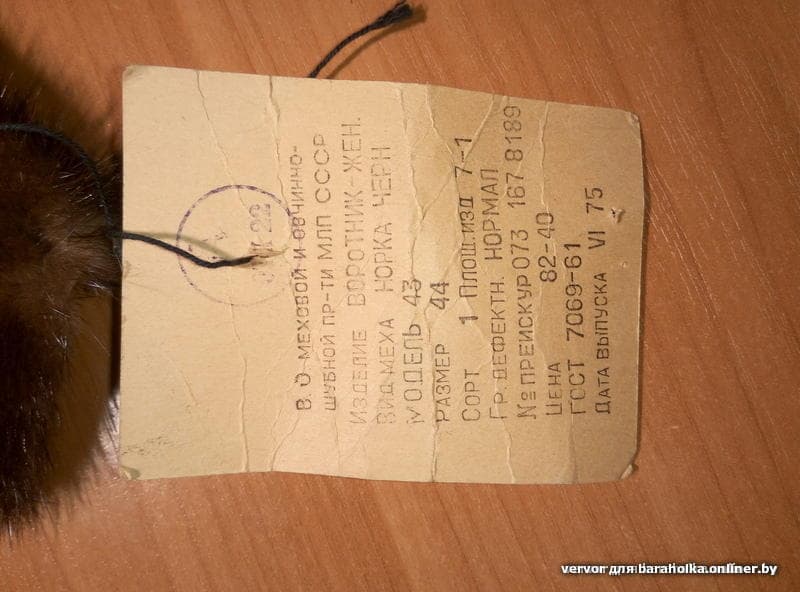 В. О МЕХОВОЙ И ОВЧИННО-
ШУБНОЙ ПР-ТИ МЛП СССР
ИЗДЕЛИЕ ВОРОТНИК-ЖЕН.
ВИД МЕХА НОРКА ЧЕРН
МОДЕЛЬ 43
РАЗМЕР 44
СОРТ 1 ПЛОЩ.ИЗД 7-1
ГР. ДЕФЕКТН. НОРМАЛ
№ ПРЕЙСКУР 073 167 8189
ЦЕНА 82-40
ГОСТ 7069-61
ДАТА ВЫПУСКА VI 75
vervor для baraholka.onliner.by